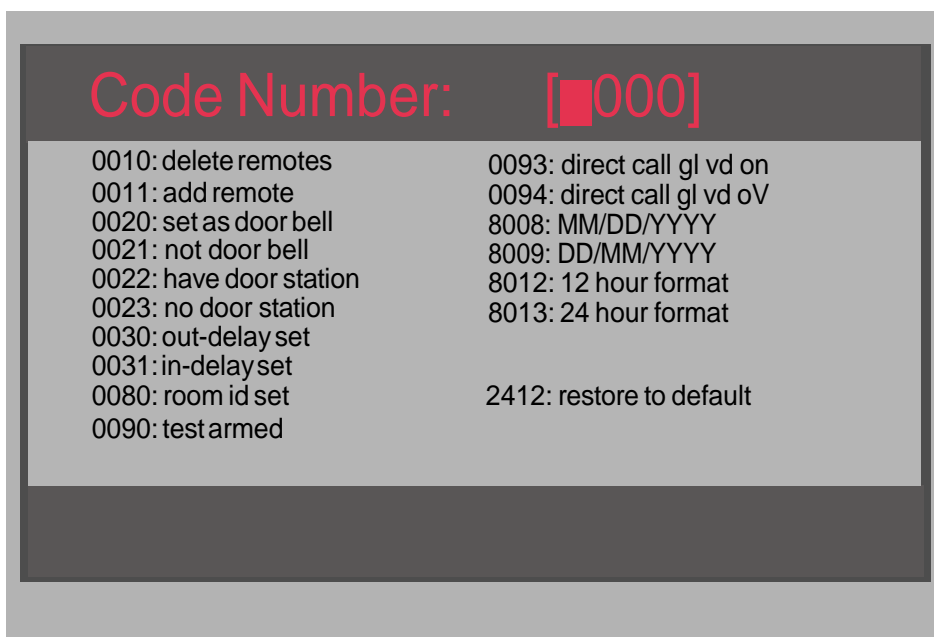 Code Number: [■000]
0010: delete remotes
0011: add remote
0020: set as door bell
0021: not door bell
0022: have door station
0023: no door station
0030: out-delay set
0031: in-delay set
0080: room id set
0090: test armed
0093: direct call gl vd on
0094: direct call gl vd oV
8008: MM/DD/YYYY
8009: DD/MM/YYYY
8012: 12 hour format
8013: 24 hour format
2412: restore to default